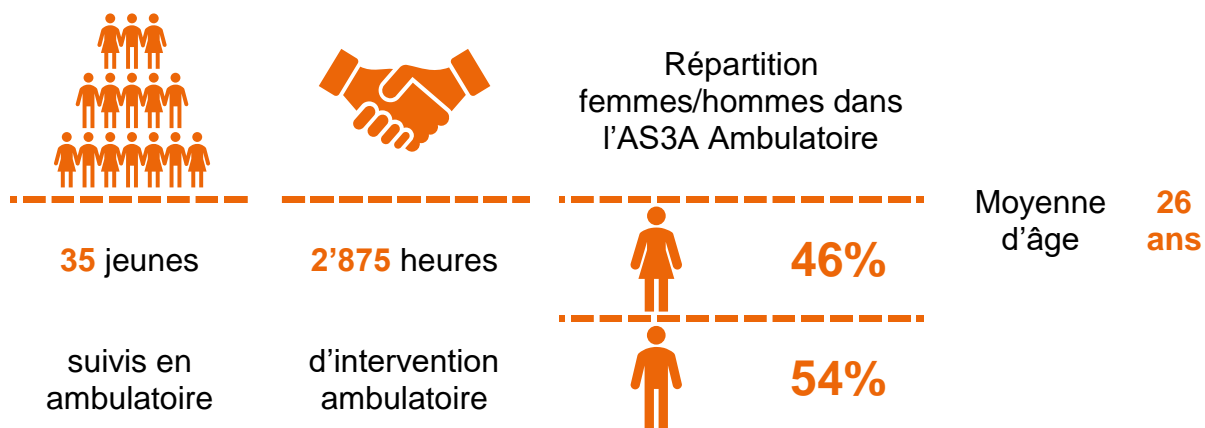 Répartition
femmes/hommes dans
l’AS3A Ambulatoire
35 jeunes
suivis en
ambulatoire
2’875 heures
d’intervention
ambulatoire
46%
54%
Moyenne
d’âge
26
ans